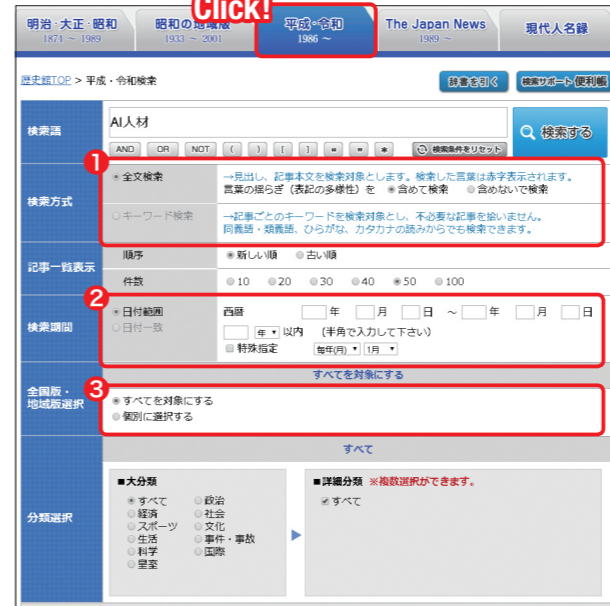 Click!
明治・大正・昭和
1874 ～ 1989
昭和の地域版
1933 ～ 2001
平成・令和
1986 ～
The Japan News
1989 ～
現代人名録
歴史館TOP > 平成・令和検索
辞書を引く
検索サポート 便利帳
検索語
AI人材
AND OR NOT ( ) [ ] " " *
検索条件をリセット
検索する
1
検索方式
全文検索
→見出し、記事本文を検索対象とします。検索した言葉は赤字表示されます。
言葉の揺らぎ（表記の多様性）を 含めて検索 含めないで検索
キーワード検索
→記事ごとのキーワードを検索対象とし、不必要な記事を拾いません。
同義語・類義語、ひらがな、カタカナの読みからでも検索できます。
記事一覧表示
順序 新しい順 古い順
件数 10 20 30 40 50 100
2
検索期間
日付範囲
日付一致
西暦 年 月 日 ～ 年 月 日
年 以内 （半角で入力して下さい）
特殊指定 毎年(月) 1月
3
全国版・
地域版選択
すべてを対象にする
すべてを対象にする
個別に選択する
分類選択
すべて
■大分類
すべて 政治
経済 社会
スポーツ 文化
生活 事件・事故
科学 国際
皇室
■詳細分類 ※複数選択ができます。
すべて